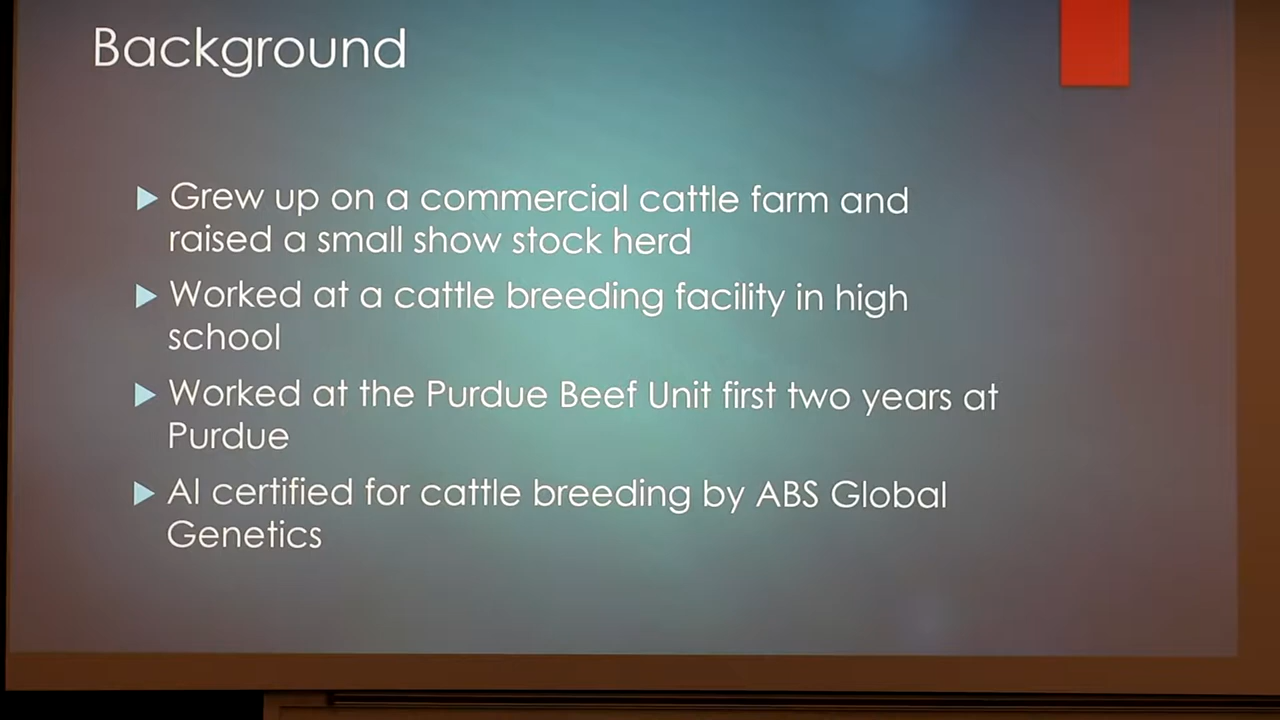 Background
Grew up on a commercial cattle farm and
raised a small show stock herd
Worked at a cattle breeding facility in high
school
Worked at the Purdue Beef Unit first two years at
Purdue
AI certified for cattle breeding by ABS Global
Genetics